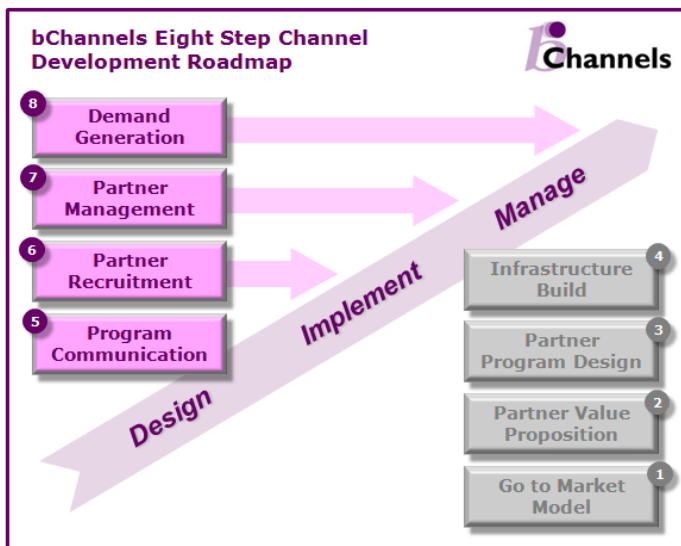 bChannels Eight Step Channel
Development Roadmap
bChannels
8
Demand
Generation
7
Partner
Management
6
Partner
Recruitment
5
Program
Communication
Design
Implement
Manage
4
Infrastructure
Build
3
Partner
Program Design
2
Partner Value
Proposition
1
Go to Market
Model